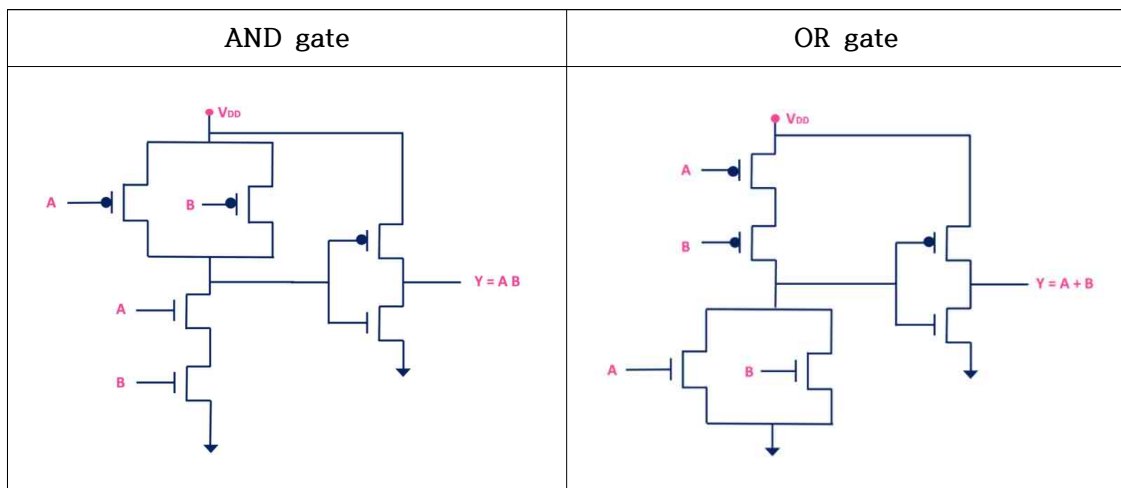 AND gate
OR gate
VDD
A
B
A
B
Y = A B
VDD
A
B
A
B
Y = A + B